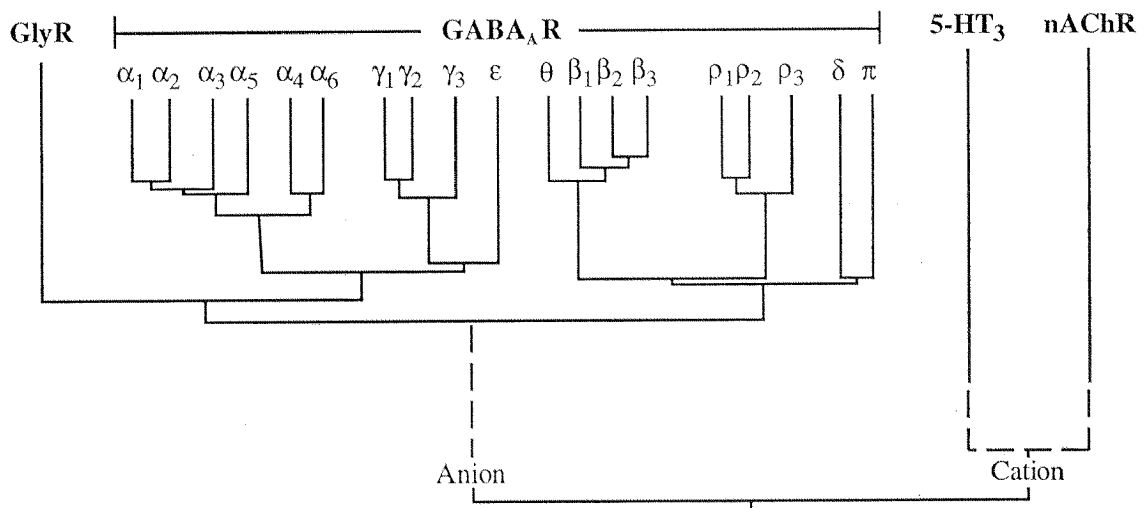 GlyR GABA_A R 5-HT₃ nAChR
α₁ α₂ α₃ α₅ α₄ α₆ γ₁ γ₂ γ₃ ε θ β₁ β₂ β₃ ρ₁ ρ₂ ρ₃ δ π
Anion Cation